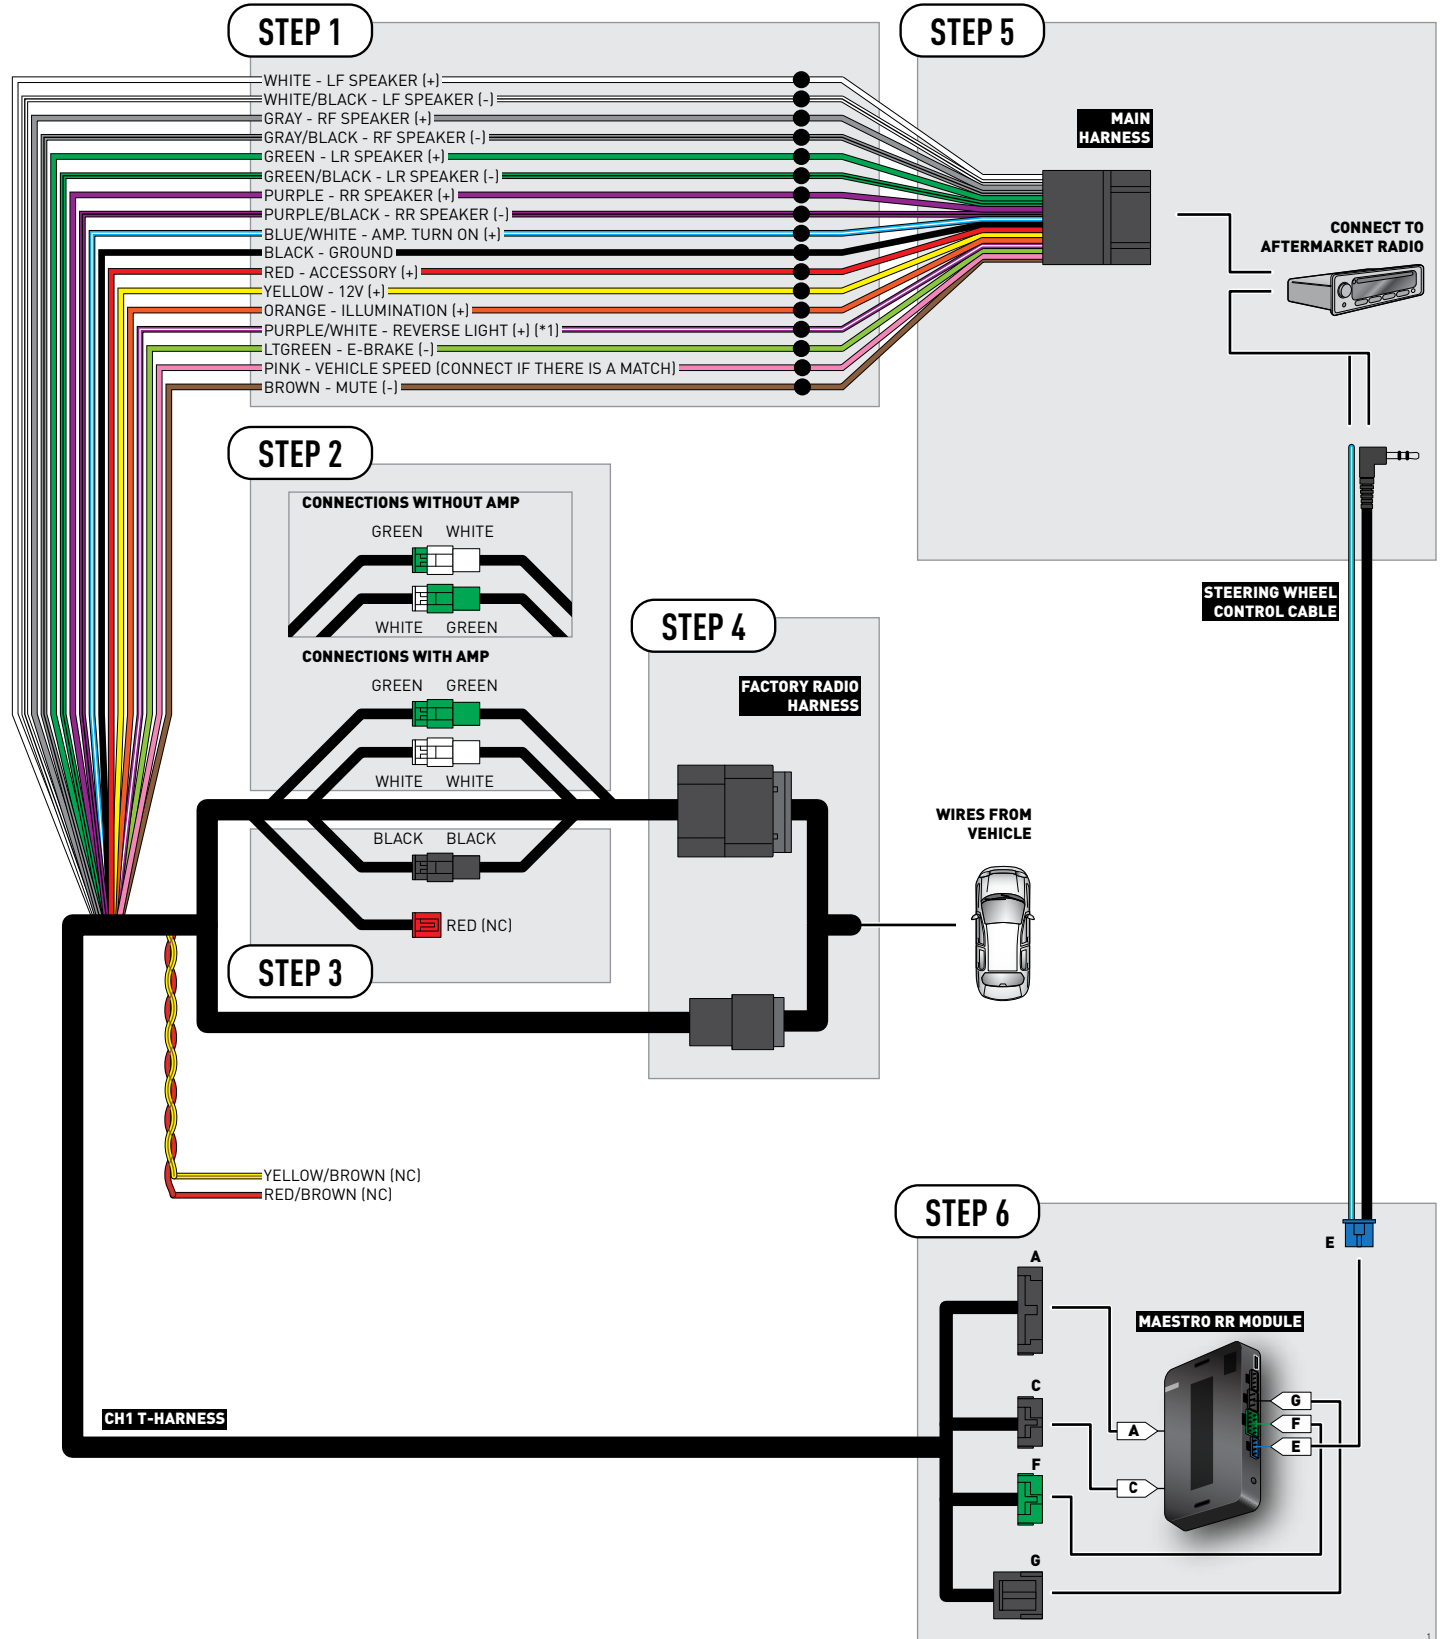 STEP 1
WHITE - LF SPEAKER (+)
WHITE/BLACK - LF SPEAKER (-)
GRAY - RF SPEAKER (+)
GRAY/BLACK - RF SPEAKER (-)
GREEN - LR SPEAKER (+)
GREEN/BLACK - LR SPEAKER (-)
PURPLE - RR SPEAKER (+)
PURPLE/BLACK - RR SPEAKER (-)
BLUE/WHITE - AMP. TURN ON (+)
BLACK - GROUND
RED - ACCESSORY (+)
YELLOW - 12V (+)
ORANGE - ILLUMINATION (+)
PURPLE/WHITE - REVERSE LIGHT (+) (*1)
LTGREEN - E-BRAKE (-)
PINK - VEHICLE SPEED (CONNECT IF THERE IS A MATCH)
BROWN - MUTE (-)
STEP 5
MAIN
HARNESS
CONNECT TO
AFTERMARKET RADIO
STEP 2
CONNECTIONS WITHOUT AMP
GREEN WHITE
WHITE GREEN
CONNECTIONS WITH AMP
GREEN GREEN
WHITE WHITE
BLACK BLACK
RED (NC)
STEP 3
STEP 4
FACTORY RADIO
HARNESS
WIRES FROM
VEHICLE
STEERING WHEEL
CONTROL CABLE
YELLOW/BROWN (NC)
RED/BROWN (NC)
CH1 T-HARNESS
STEP 6
E
A
C
F
G
MAESTRO RR MODULE
A
C
G
F
E
1